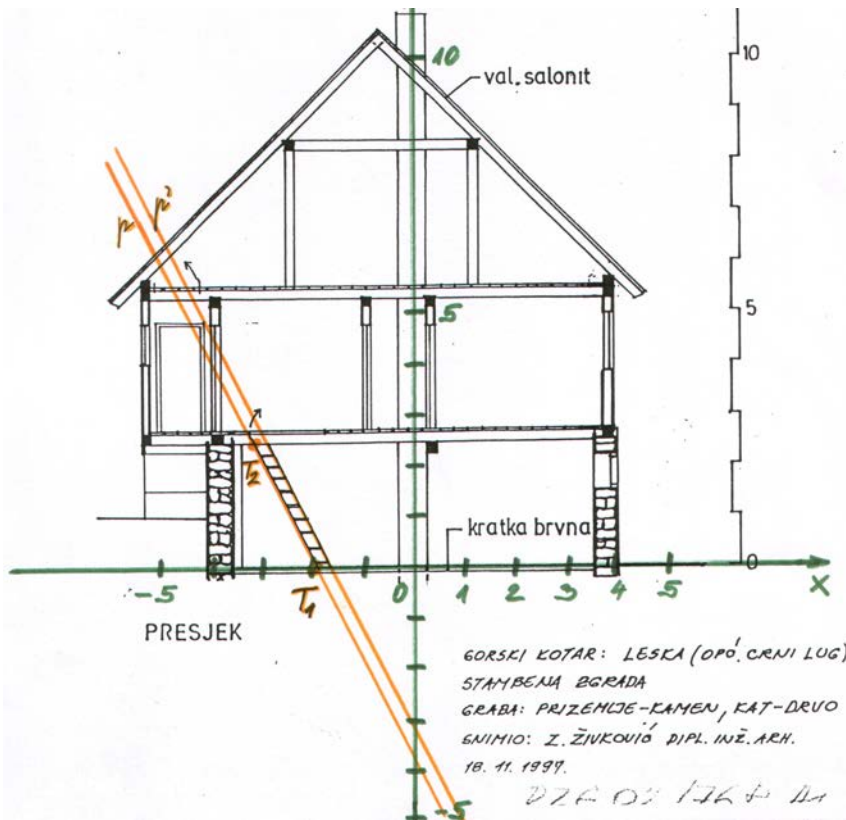 10
10
val. salonit
p
p'
5
5
T₂
kratka brvna
0
-5
0
1
2
3
4
5
X
T₁
PRESJEK
GORSKI KOTAR: LESKA (OPĆ. CRNI LUG)
STAMBENA ZGRADA
GRAĐA: PRIZEMLJE-KAMEN, KAT-DRVO
SNIMIO: Z. ŽIVKOVIĆ DIPL. INŽ. ARH.
18. 11. 1997.
-5